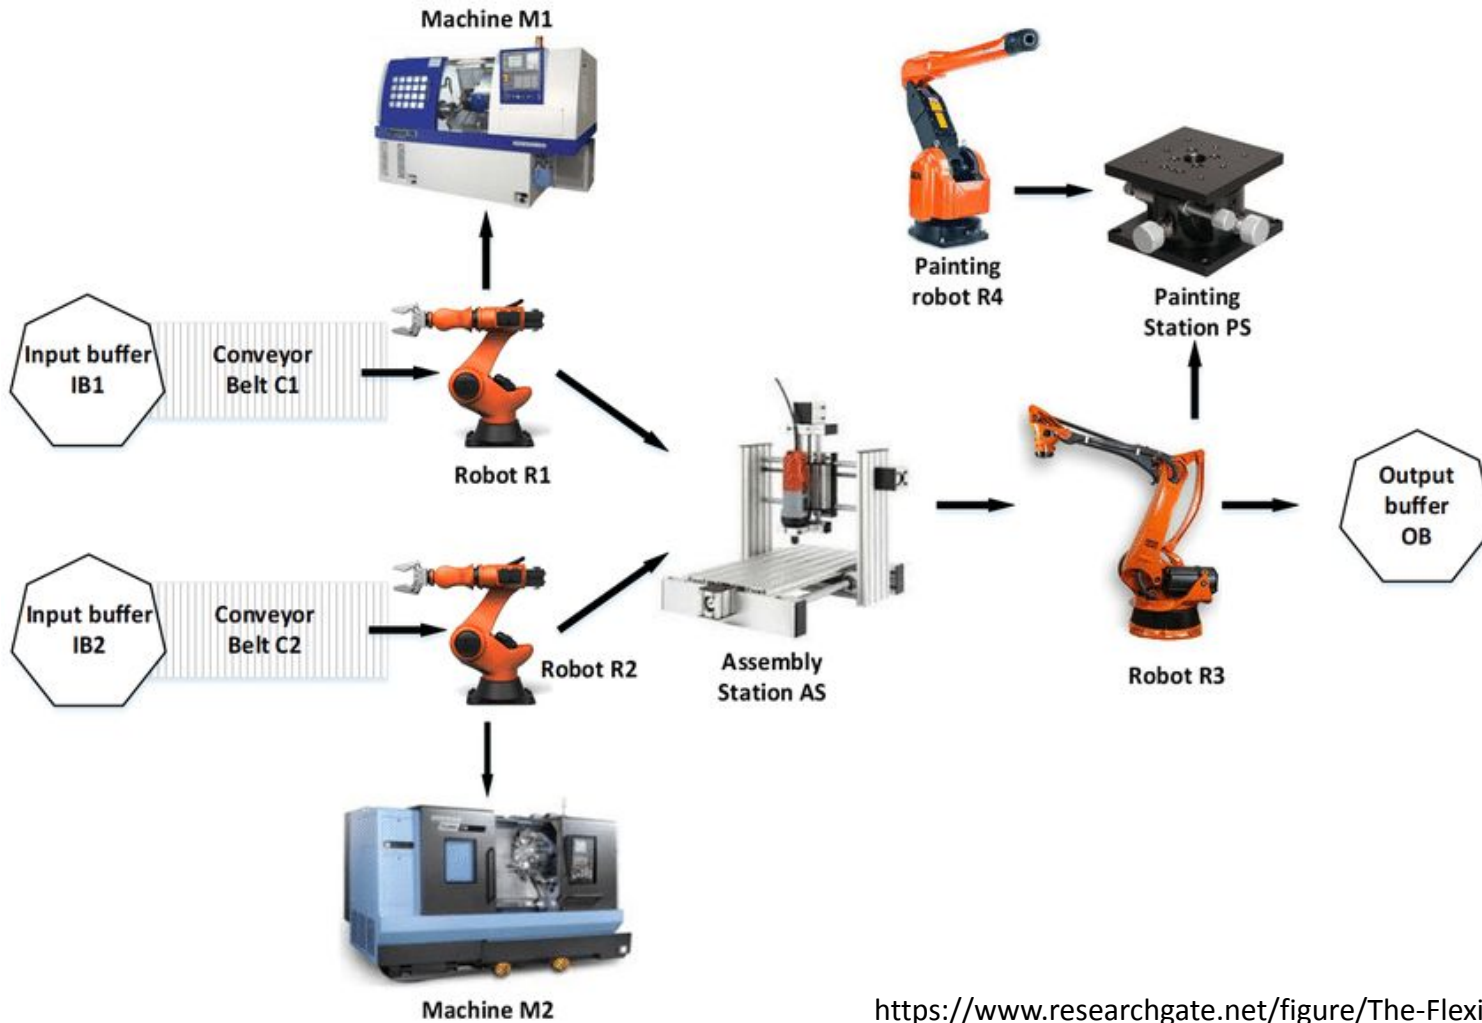 Machine M1
Painting
robot R4
Painting
Station PS
Input buffer
IB1
Conveyor
Belt C1
Robot R1
Output
buffer
OB
Input buffer
IB2
Conveyor
Belt C2
Robot R2
Assembly
Station AS
Robot R3
Machine M2
https://www.researchgate.net/figure/The-Flexi